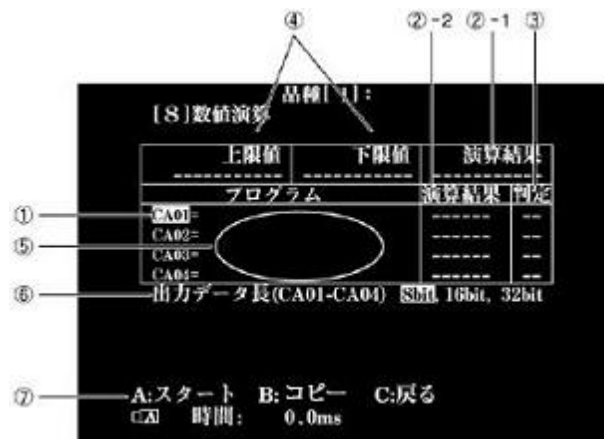 ④ ②-2 ②-1 ③
品種[ 1]:
[8]数値演算
上限値 下限値 演算結果
---------- ---------- ----------
プログラム 演算結果 判定
① CA01= ------ --
⑤ CA02= ------ --
CA03= ------ --
CA04= ------ --
⑥ 出力データ長(CA01-CA04) 8bit, 16bit, 32bit
⑦ A:スタート B:コピー C:戻る
A 時間: 0.0ms